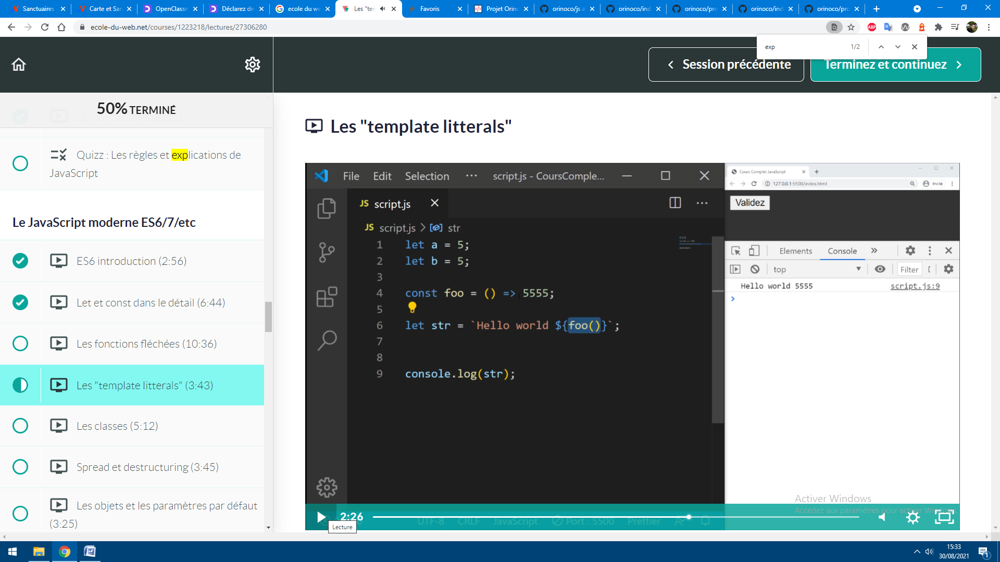 Sanctuaires
Carte et San
OpenClassr
Déclarez de
ecole du we
Les "ten
Favoris
Projet Orino
orinoco/js a
orinoco/ind
orinoco/pro
orinoco/ind
orinoco/pro
ecole-du-web.net/courses/1223218/lectures/27306280
ABP
exp
1/2
Session précédente
Terminez et continuez
50% TERMINÉ
Quizz : Les règles et explications de
JavaScript
Le JavaScript moderne ES6/7/etc
ES6 introduction (2:56)
Let et const dans le détail (6:44)
Les fonctions fléchées (10:36)
Les "template litterals" (3:43)
Les classes (5:12)
Spread et destructuring (3:45)
Les objets et les paramètres par défaut
(3:25)
Les "template litterals"
File Edit Selection ··· script.js - CoursComple...
JS script.js
JS script.js > str
1 let a = 5;
2 let b = 5;
3
4 const foo = () => 5555;
5
6 let str = `Hello world ${foo()}`;
7
8
9 console.log(str);
Cours Complet JavaScript
127.0.0.1:5500/index.html
Invité
Validez
Elements Console
top
Filter
Hello world 5555 script.js:9
Activer Windows
Accédez aux paramètres pour activer Windows.
2:26
UTF-8 CRLF JavaScript Port : 5500 Prettier
Lecture
15:33
30/08/2021
1